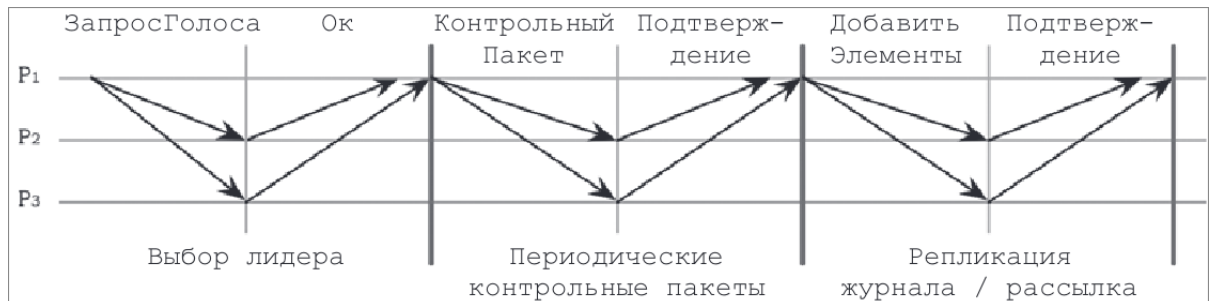 ЗапросГолоса Ок Контрольный Подтверж- Добавить Подтверж-
Пакет дение Элементы дение
P1
P2
P3
Выбор лидера Периодические Репликация
контрольные пакеты журнала / рассылка